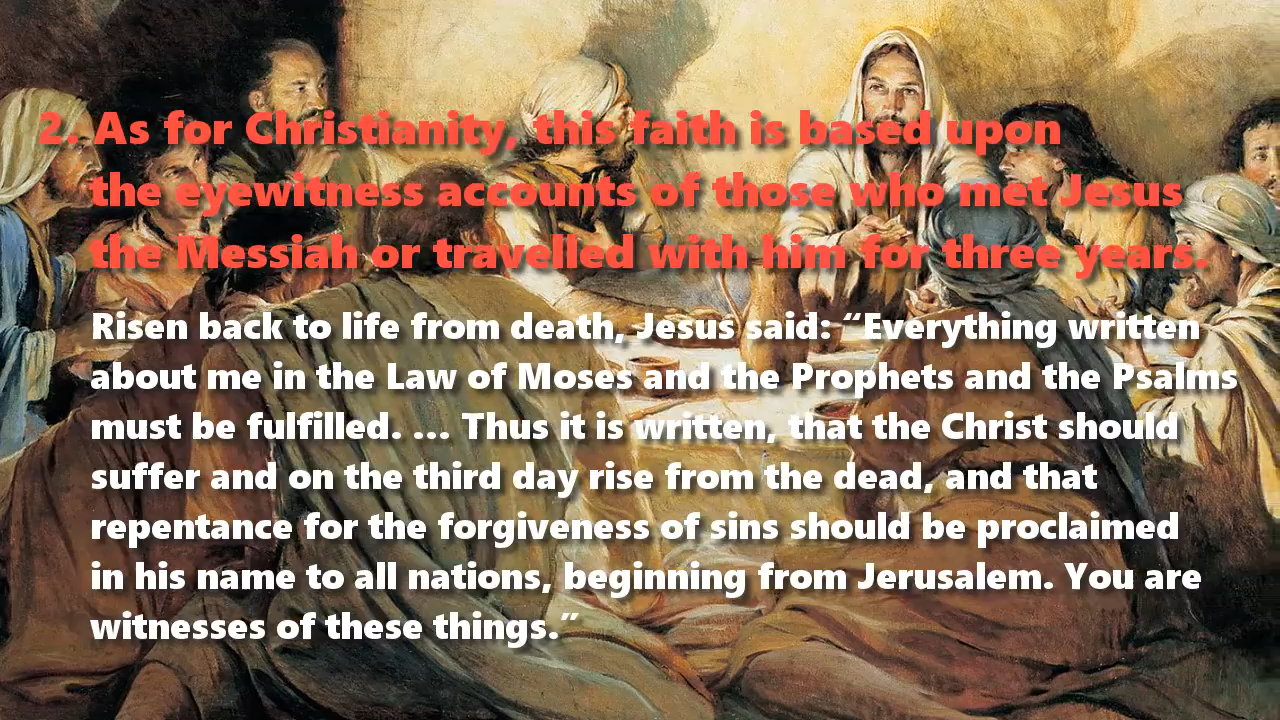 2. As for Christianity, this faith is based upon
the eyewitness accounts of those who met Jesus
the Messiah or travelled with him for three years.
Risen back to life from death, Jesus said: “Everything written
about me in the Law of Moses and the Prophets and the Psalms
must be fulfilled. ... Thus it is written, that the Christ should
suffer and on the third day rise from the dead, and that
repentance for the forgiveness of sins should be proclaimed
in his name to all nations, beginning from Jerusalem. You are
witnesses of these things.”